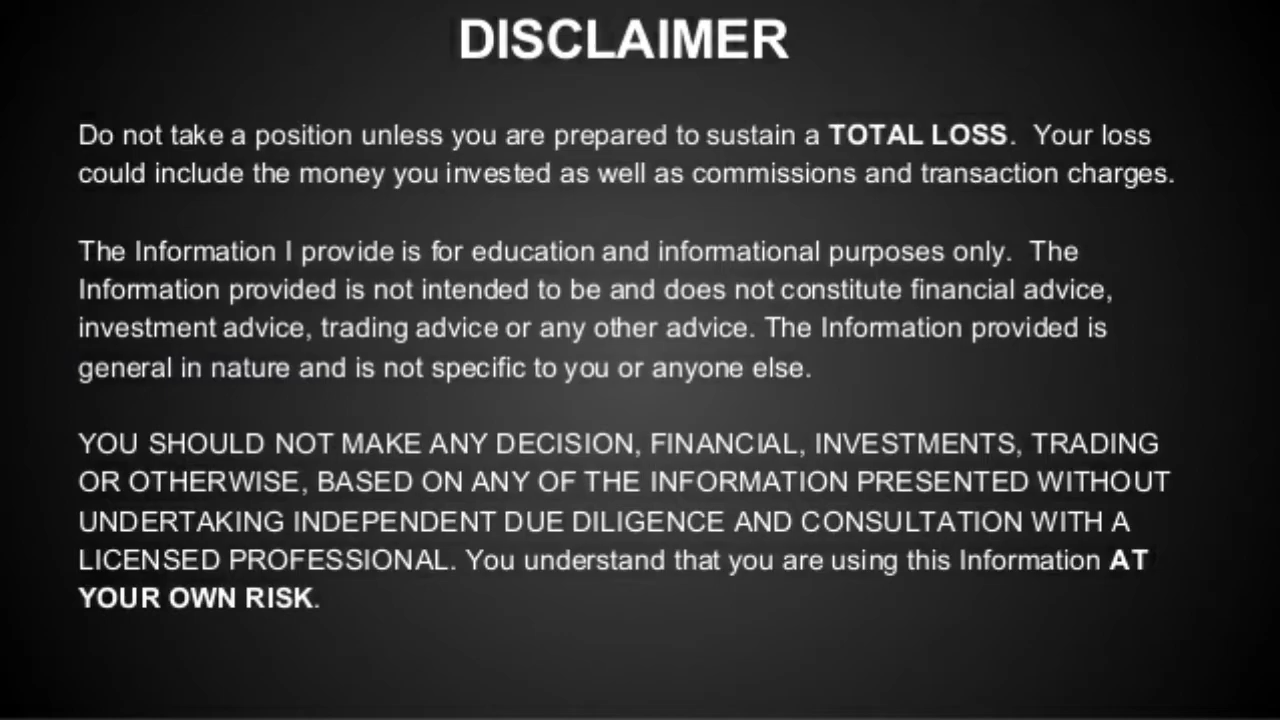 DISCLAIMER
Do not take a position unless you are prepared to sustain a TOTAL LOSS.  Your loss
could include the money you invested as well as commissions and transaction charges.
The Information I provide is for education and informational purposes only.  The
Information provided is not intended to be and does not constitute financial advice,
investment advice, trading advice or any other advice. The Information provided is
general in nature and is not specific to you or anyone else.
YOU SHOULD NOT MAKE ANY DECISION, FINANCIAL, INVESTMENTS, TRADING
OR OTHERWISE, BASED ON ANY OF THE INFORMATION PRESENTED WITHOUT
UNDERTAKING INDEPENDENT DUE DILIGENCE AND CONSULTATION WITH A
LICENSED PROFESSIONAL. You understand that you are using this Information AT
YOUR OWN RISK.